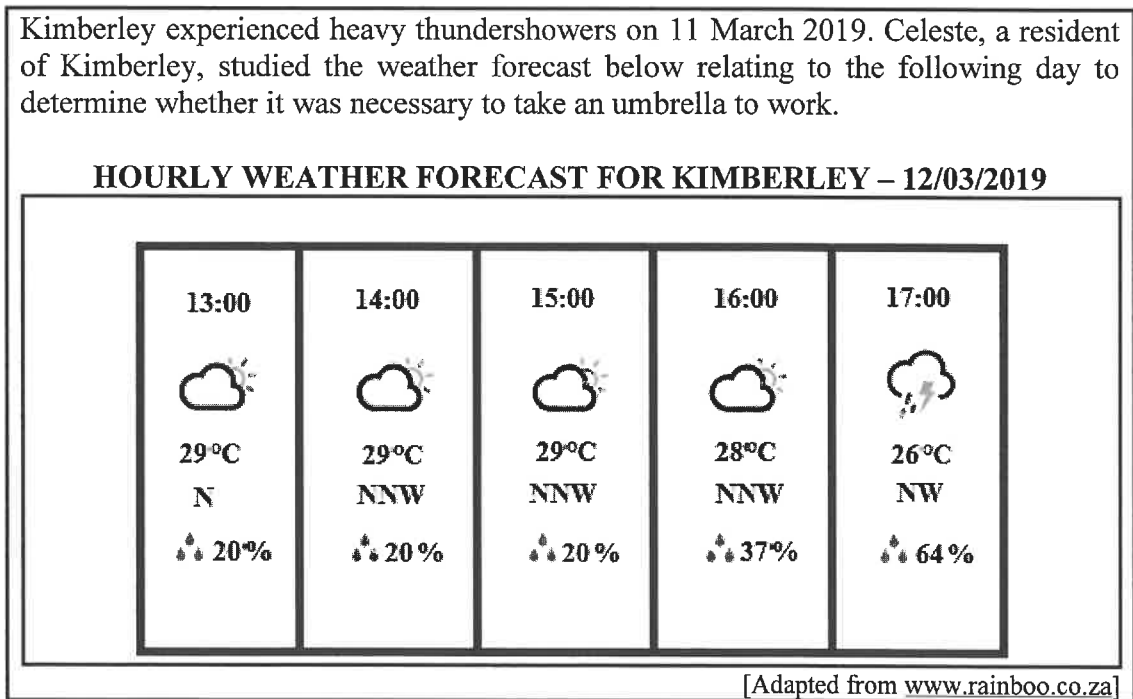 Kimberley experienced heavy thundershowers on 11 March 2019. Celeste, a resident
of Kimberley, studied the weather forecast below relating to the following day to
determine whether it was necessary to take an umbrella to work.
HOURLY WEATHER FORECAST FOR KIMBERLEY – 12/03/2019
13:00 14:00 15:00 16:00 17:00
29°C 29°C 29°C 28°C 26°C
N NNW NNW NNW NW
20% 20% 20% 37% 64%
[Adapted from www.rainboo.co.za]